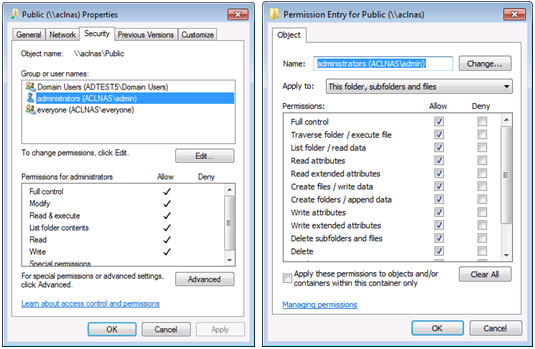 Public (\\aclnas) Properties
General Network Security Previous Versions Customize
Object name: \\aclnas\Public
Group or user names:
Domain Users (ADTEST5\Domain Users)
administrators (ACLNAS\admin)
everyone (ACLNAS\everyone)
To change permissions, click Edit.
Edit...
Permissions for administrators Allow Deny
Full control
Modify
Read & execute
List folder contents
Read
Write
Special permissions
For special permissions or advanced settings,
click Advanced.
Advanced
Learn about access control and permissions
OK Cancel Apply
Permission Entry for Public (\\aclnas)
Object
Name: administrators (ACLNAS\admin) Change...
Apply to: This folder, subfolders and files
Permissions: Allow Deny
Full control
Traverse folder / execute file
List folder / read data
Read attributes
Read extended attributes
Create files / write data
Create folders / append data
Write attributes
Write extended attributes
Delete subfolders and files
Delete
Apply these permissions to objects and/or
containers within this container only
Clear All
Managing permissions
OK Cancel